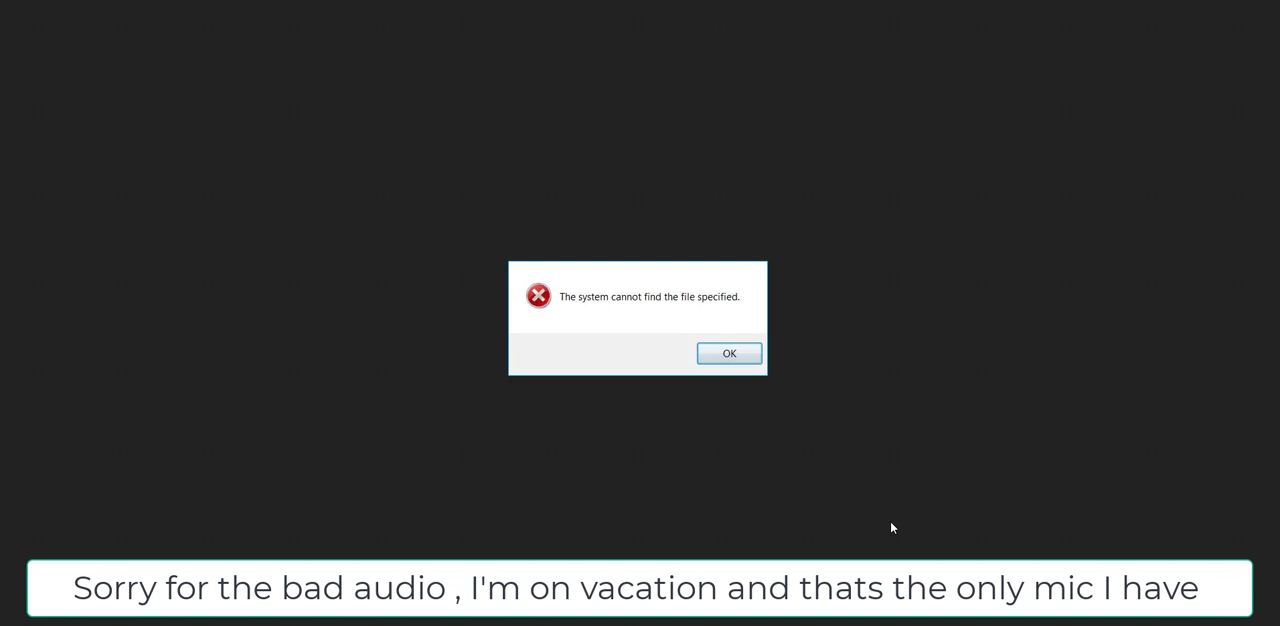 The system cannot find the file specified.
OK
Sorry for the bad audio , I'm on vacation and thats the only mic I have